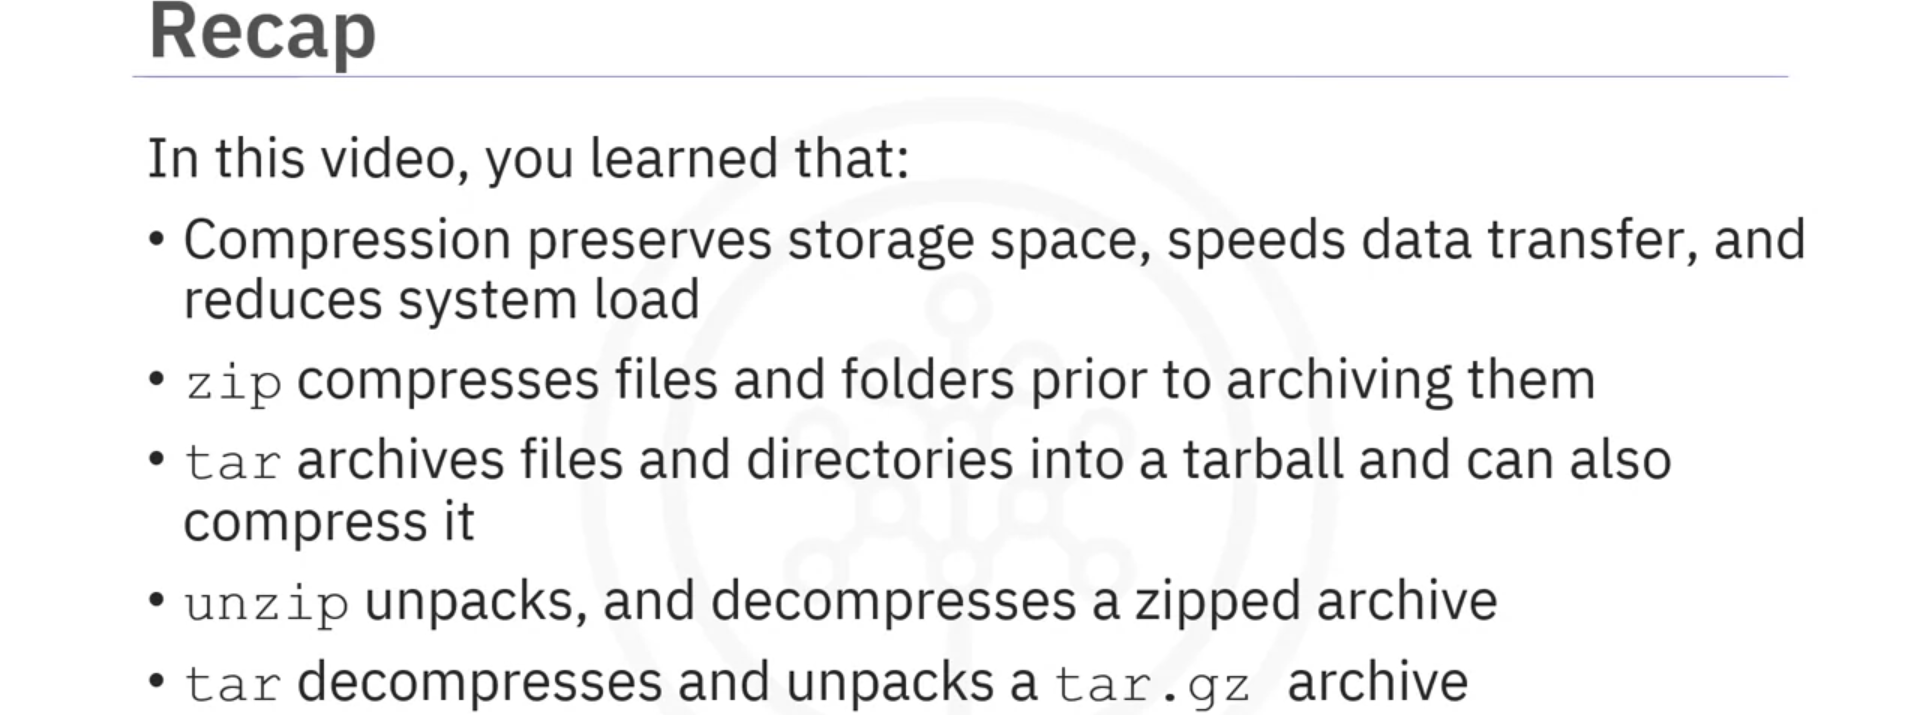 Recap
In this video, you learned that:
• Compression preserves storage space, speeds data transfer, and
reduces system load
• zip compresses files and folders prior to archiving them
• tar archives files and directories into a tarball and can also
compress it
• unzip unpacks, and decompresses a zipped archive
• tar decompresses and unpacks a tar.gz archive